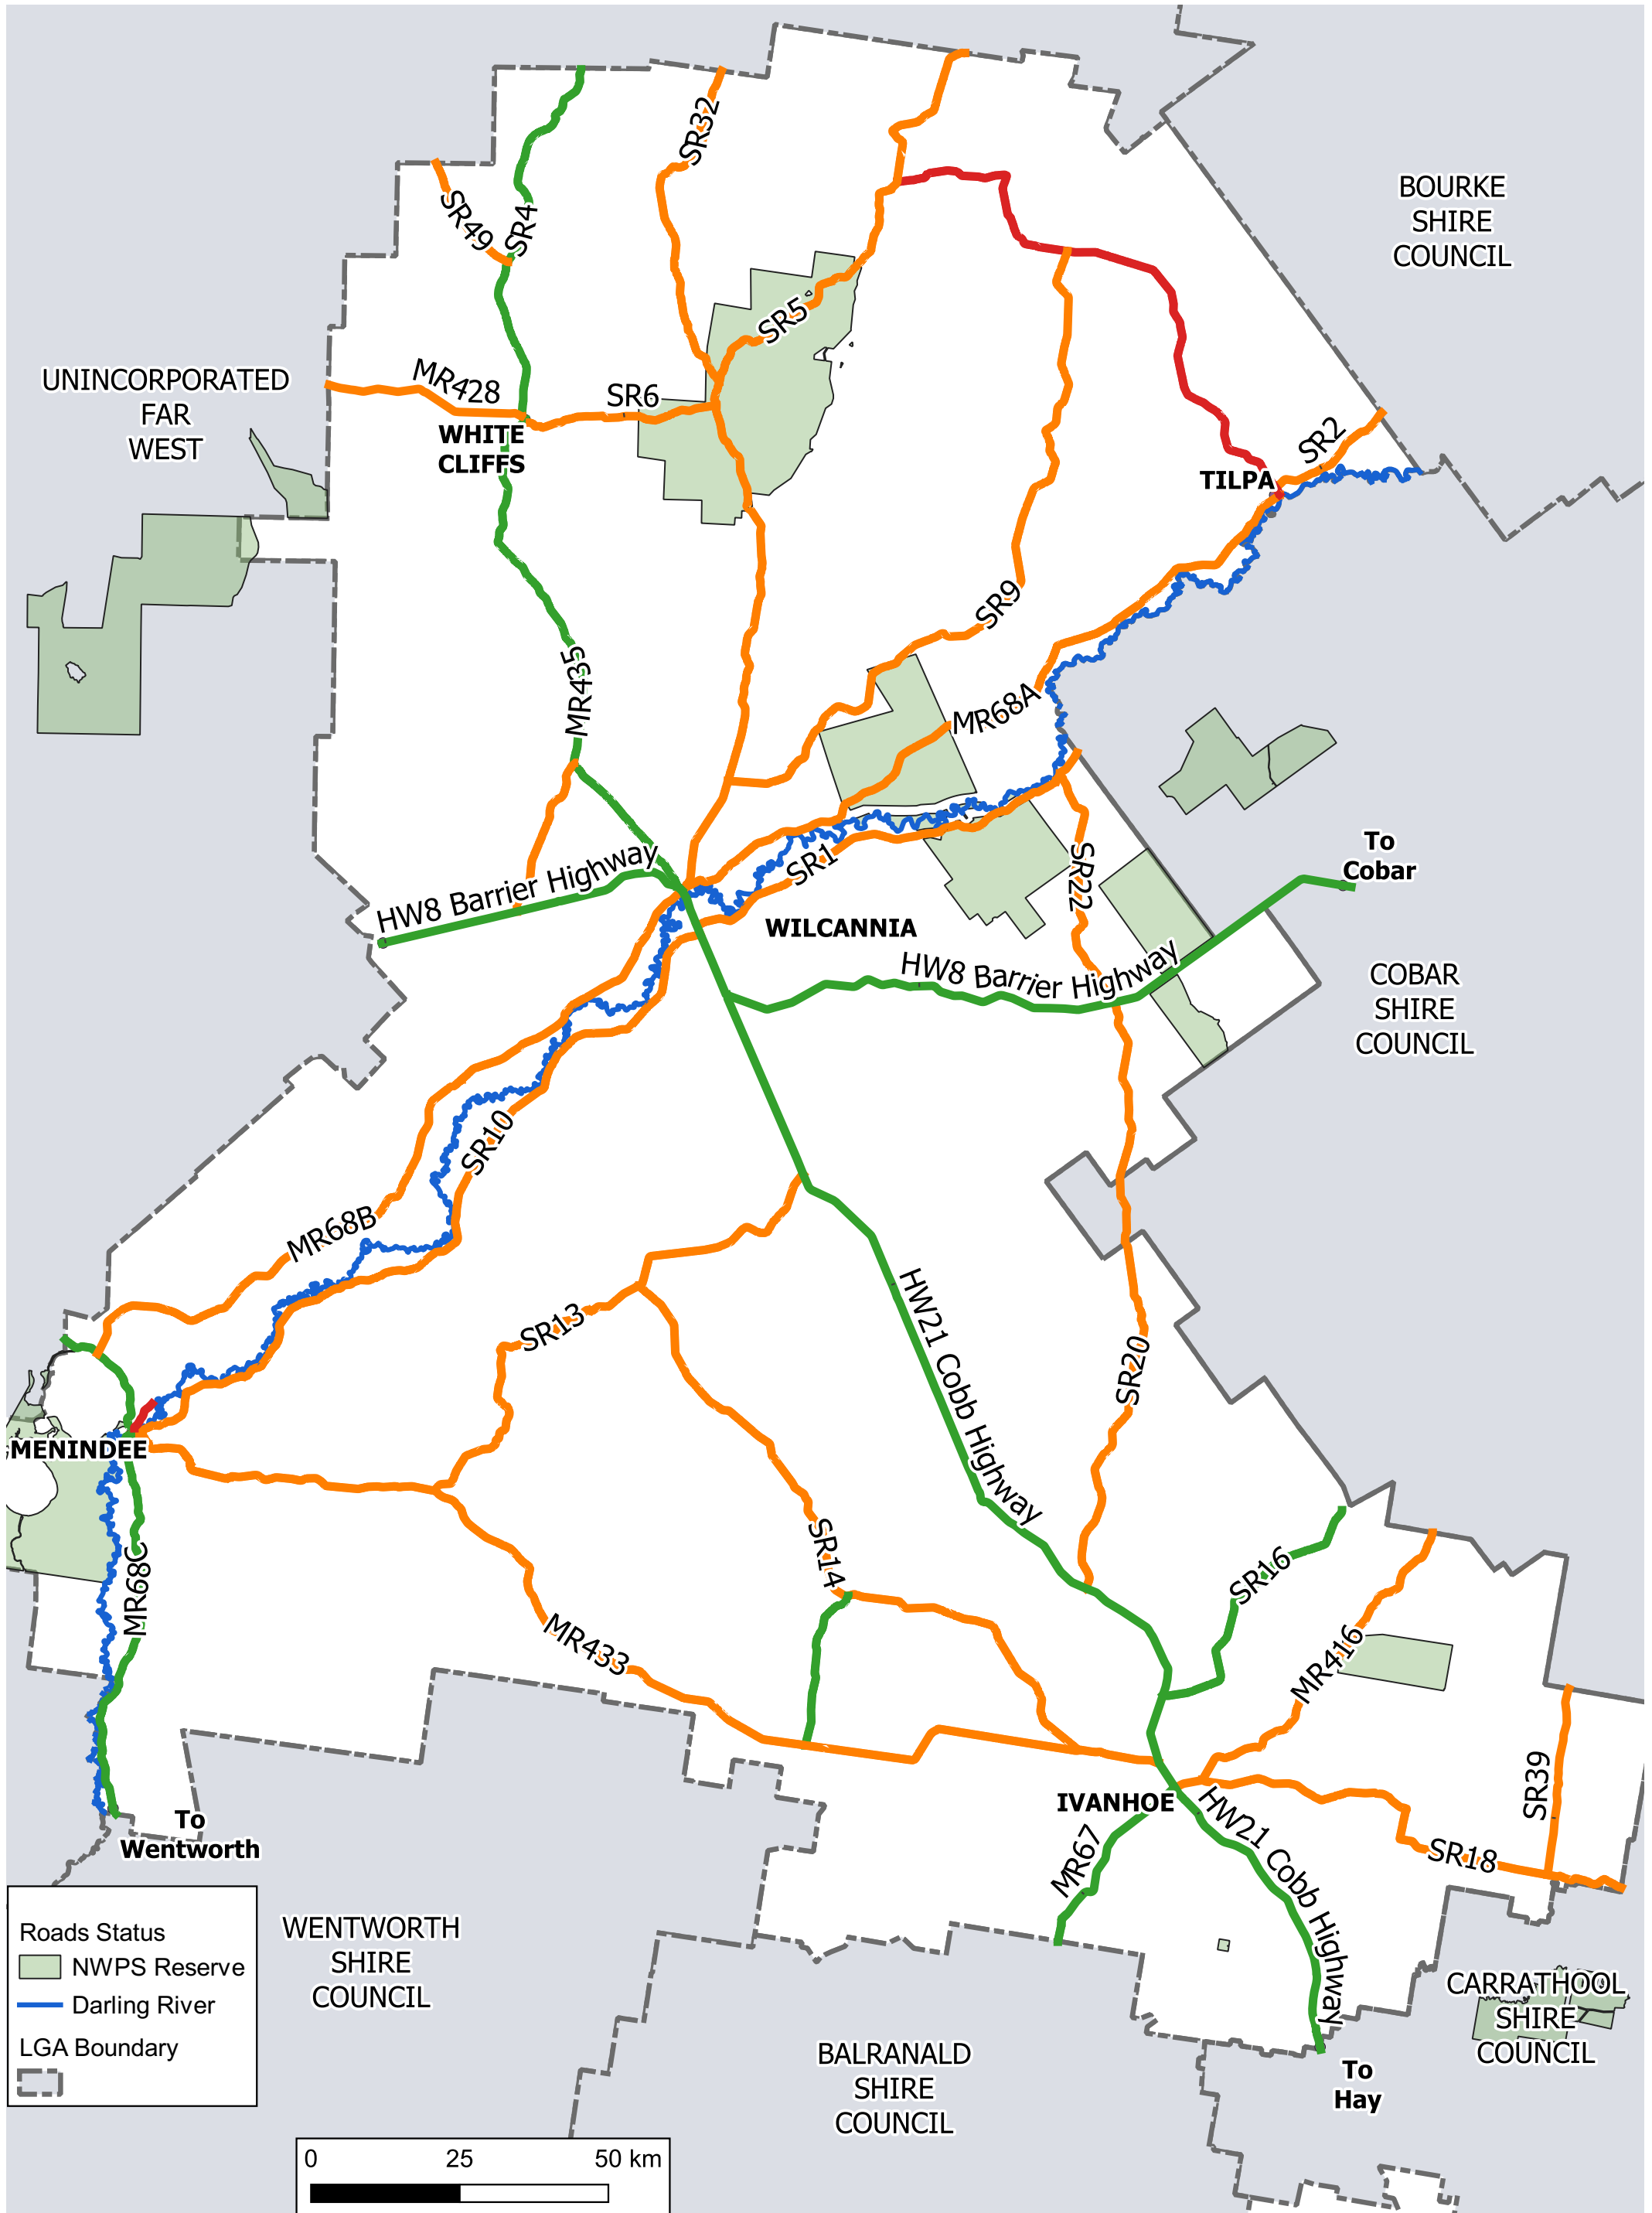 SR32
SR49
SR4
BOURKE
SHIRE
COUNCIL
SR5
UNINCORPORATED
FAR
WEST
MR428
SR6
WHITE
CLIFFS
SR2
TILPA
SR9
MR435
MR68A
HW8 Barrier Highway
SR1
SR22
To
Cobar
WILCANNIA
HW8 Barrier Highway
COBAR
SHIRE
COUNCIL
SR10
MR68B
SR13
HW21 Cobb Highway
SR20
MENINDEE
SR14
SR16
MR68C
MR433
MR416
SR39
IVANHOE
HW21 Cobb Highway
MR67
SR18
To
Wentworth
Roads Status
NWPS Reserve
Darling River
LGA Boundary
WENTWORTH
SHIRE
COUNCIL
CARRATHOOL
SHIRE
COUNCIL
BALRANALD
SHIRE
COUNCIL
To
Hay
0 25 50 km